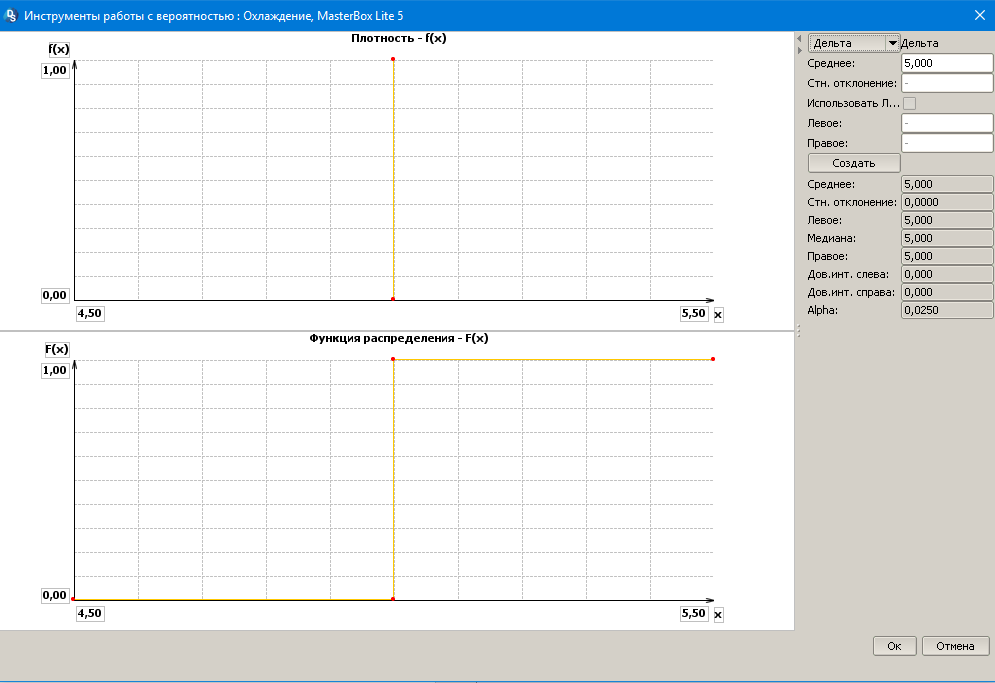 Инструменты работы с вероятностью : Охлаждение, MasterBox Lite 5
Плотность - f(x)
f(x)
1,00
0,00
4,50
5,50
x
Функция распределения - F(x)
F(x)
1,00
0,00
4,50
5,50
x
Дельта Дельта
Среднее: 5,000
Стн. отклонение: -
Использовать Л...
Левое: -
Правое: -
Создать
Среднее: 5,000
Стн. отклонение: 0,0000
Левое: 5,000
Медиана: 5,000
Правое: 5,000
Дов.инт. слева: 0,000
Дов.инт. справа: 0,000
Alpha: 0,0250
Ок Отмена